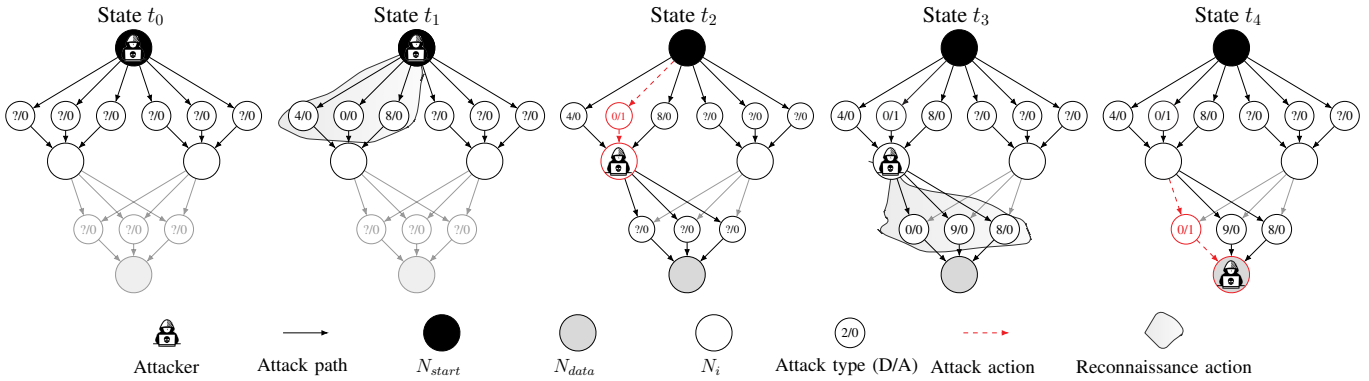 State t₀ State t₁ State t₂ State t₃ State t₄
?/0 ?/0 ?/0 ?/0 ?/0 ?/0 4/0 0/0 8/0 ?/0 ?/0 ?/0 4/0 0/1 8/0 ?/0 ?/0 ?/0 4/0 0/1 8/0 ?/0 ?/0 ?/0 4/0 0/1 8/0 ?/0 ?/0 ?/0
?/0 ?/0 ?/0 ?/0 ?/0 ?/0 ?/0 ?/0 ?/0 0/0 9/0 8/0 0/1 9/0 8/0
2/0
Attacker Attack path N_start N_data N_i Attack type (D/A) Attack action Reconnaissance action